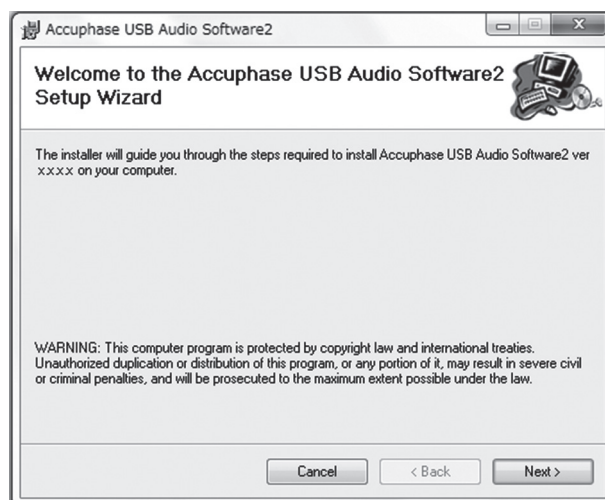 Accuphase USB Audio Software2
Welcome to the Accuphase USB Audio Software2
Setup Wizard
The installer will guide you through the steps required to install Accuphase USB Audio Software2 ver
xxxx on your computer.
WARNING: This computer program is protected by copyright law and international treaties.
Unauthorized duplication or distribution of this program, or any portion of it, may result in severe civil
or criminal penalties, and will be prosecuted to the maximum extent possible under the law.
Cancel
< Back
Next >